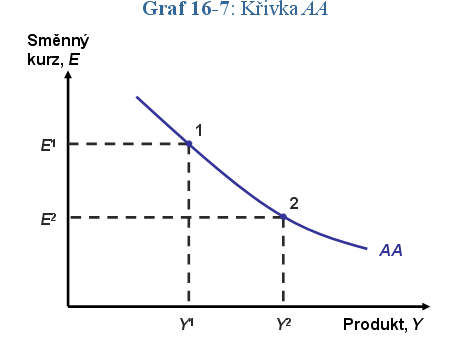 Graf 16-7: Křivka AA
Směnný
kurz, E
1
E¹
2
E²
AA
Y¹ Y² Produkt, Y